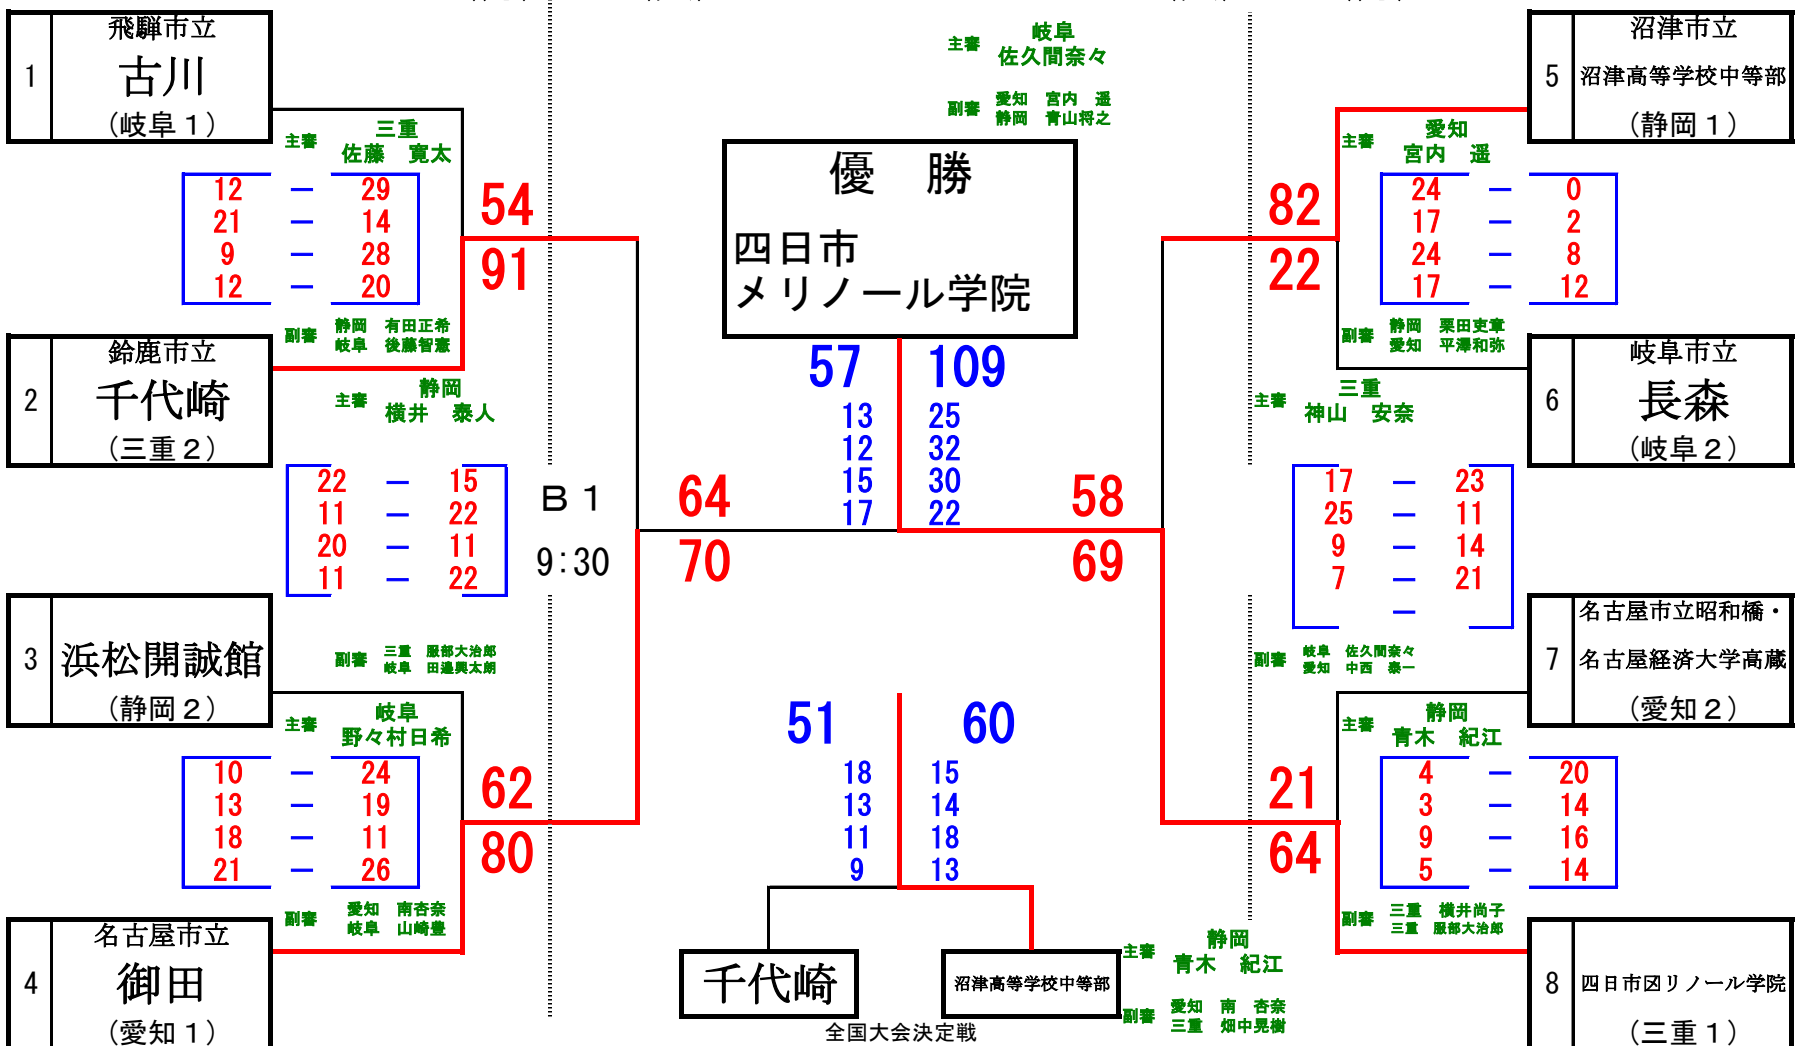 1
飛騨市立
古川
(岐阜１)
主審
三重
佐藤　寛太
12 － 29
21 － 14
9 － 28
12 － 20
副審
静岡　有田正希
岐阜　後藤智憲
54
91
2
鈴鹿市立
千代崎
(三重２)
主審
静岡
横井　泰人
22 － 15
11 － 22
20 － 11
11 － 22
B 1
9:30
64
70
副審
三重　服部大治郎
岐阜　田邉興太朗
3
浜松開誠館
(静岡２)
主審
岐阜
野々村日希
10 － 24
13 － 19
18 － 11
21 － 26
副審
愛知　南杏奈
岐阜　山崎豊
62
80
4
名古屋市立
御田
(愛知１)
主審
岐阜
佐久間奈々
副審
愛知　宮内　遥
静岡　青山将之
優　勝
四日市
メリノール学院
57 109
13 25
12 32
15 30
17 22
51 60
18 15
13 14
11 18
9 13
千代崎
沼津高等学校中等部
全国大会決定戦
主審
静岡
青木　紀江
副審
愛知　南　杏奈
三重　畑中晃樹
5
沼津市立
沼津高等学校中等部
(静岡１)
主審
愛知
宮内　遥
24 － 0
17 － 2
24 － 8
17 － 12
副審
静岡　栗田吏章
愛知　平澤和弥
82
22
6
岐阜市立
長森
(岐阜２)
主審
三重
神山　安奈
17 － 23
25 － 11
9 － 14
7 － 21
－
58
69
副審
岐阜　佐久間奈々
愛知　中西　泰一
7
名古屋市立昭和橋・
名古屋経済大学高蔵
(愛知２)
主審
静岡
青木　紀江
4 － 20
3 － 14
9 － 16
5 － 14
副審
三重　横井尚子
三重　服部大治郎
21
64
8
四日市メリノール学院
(三重１)